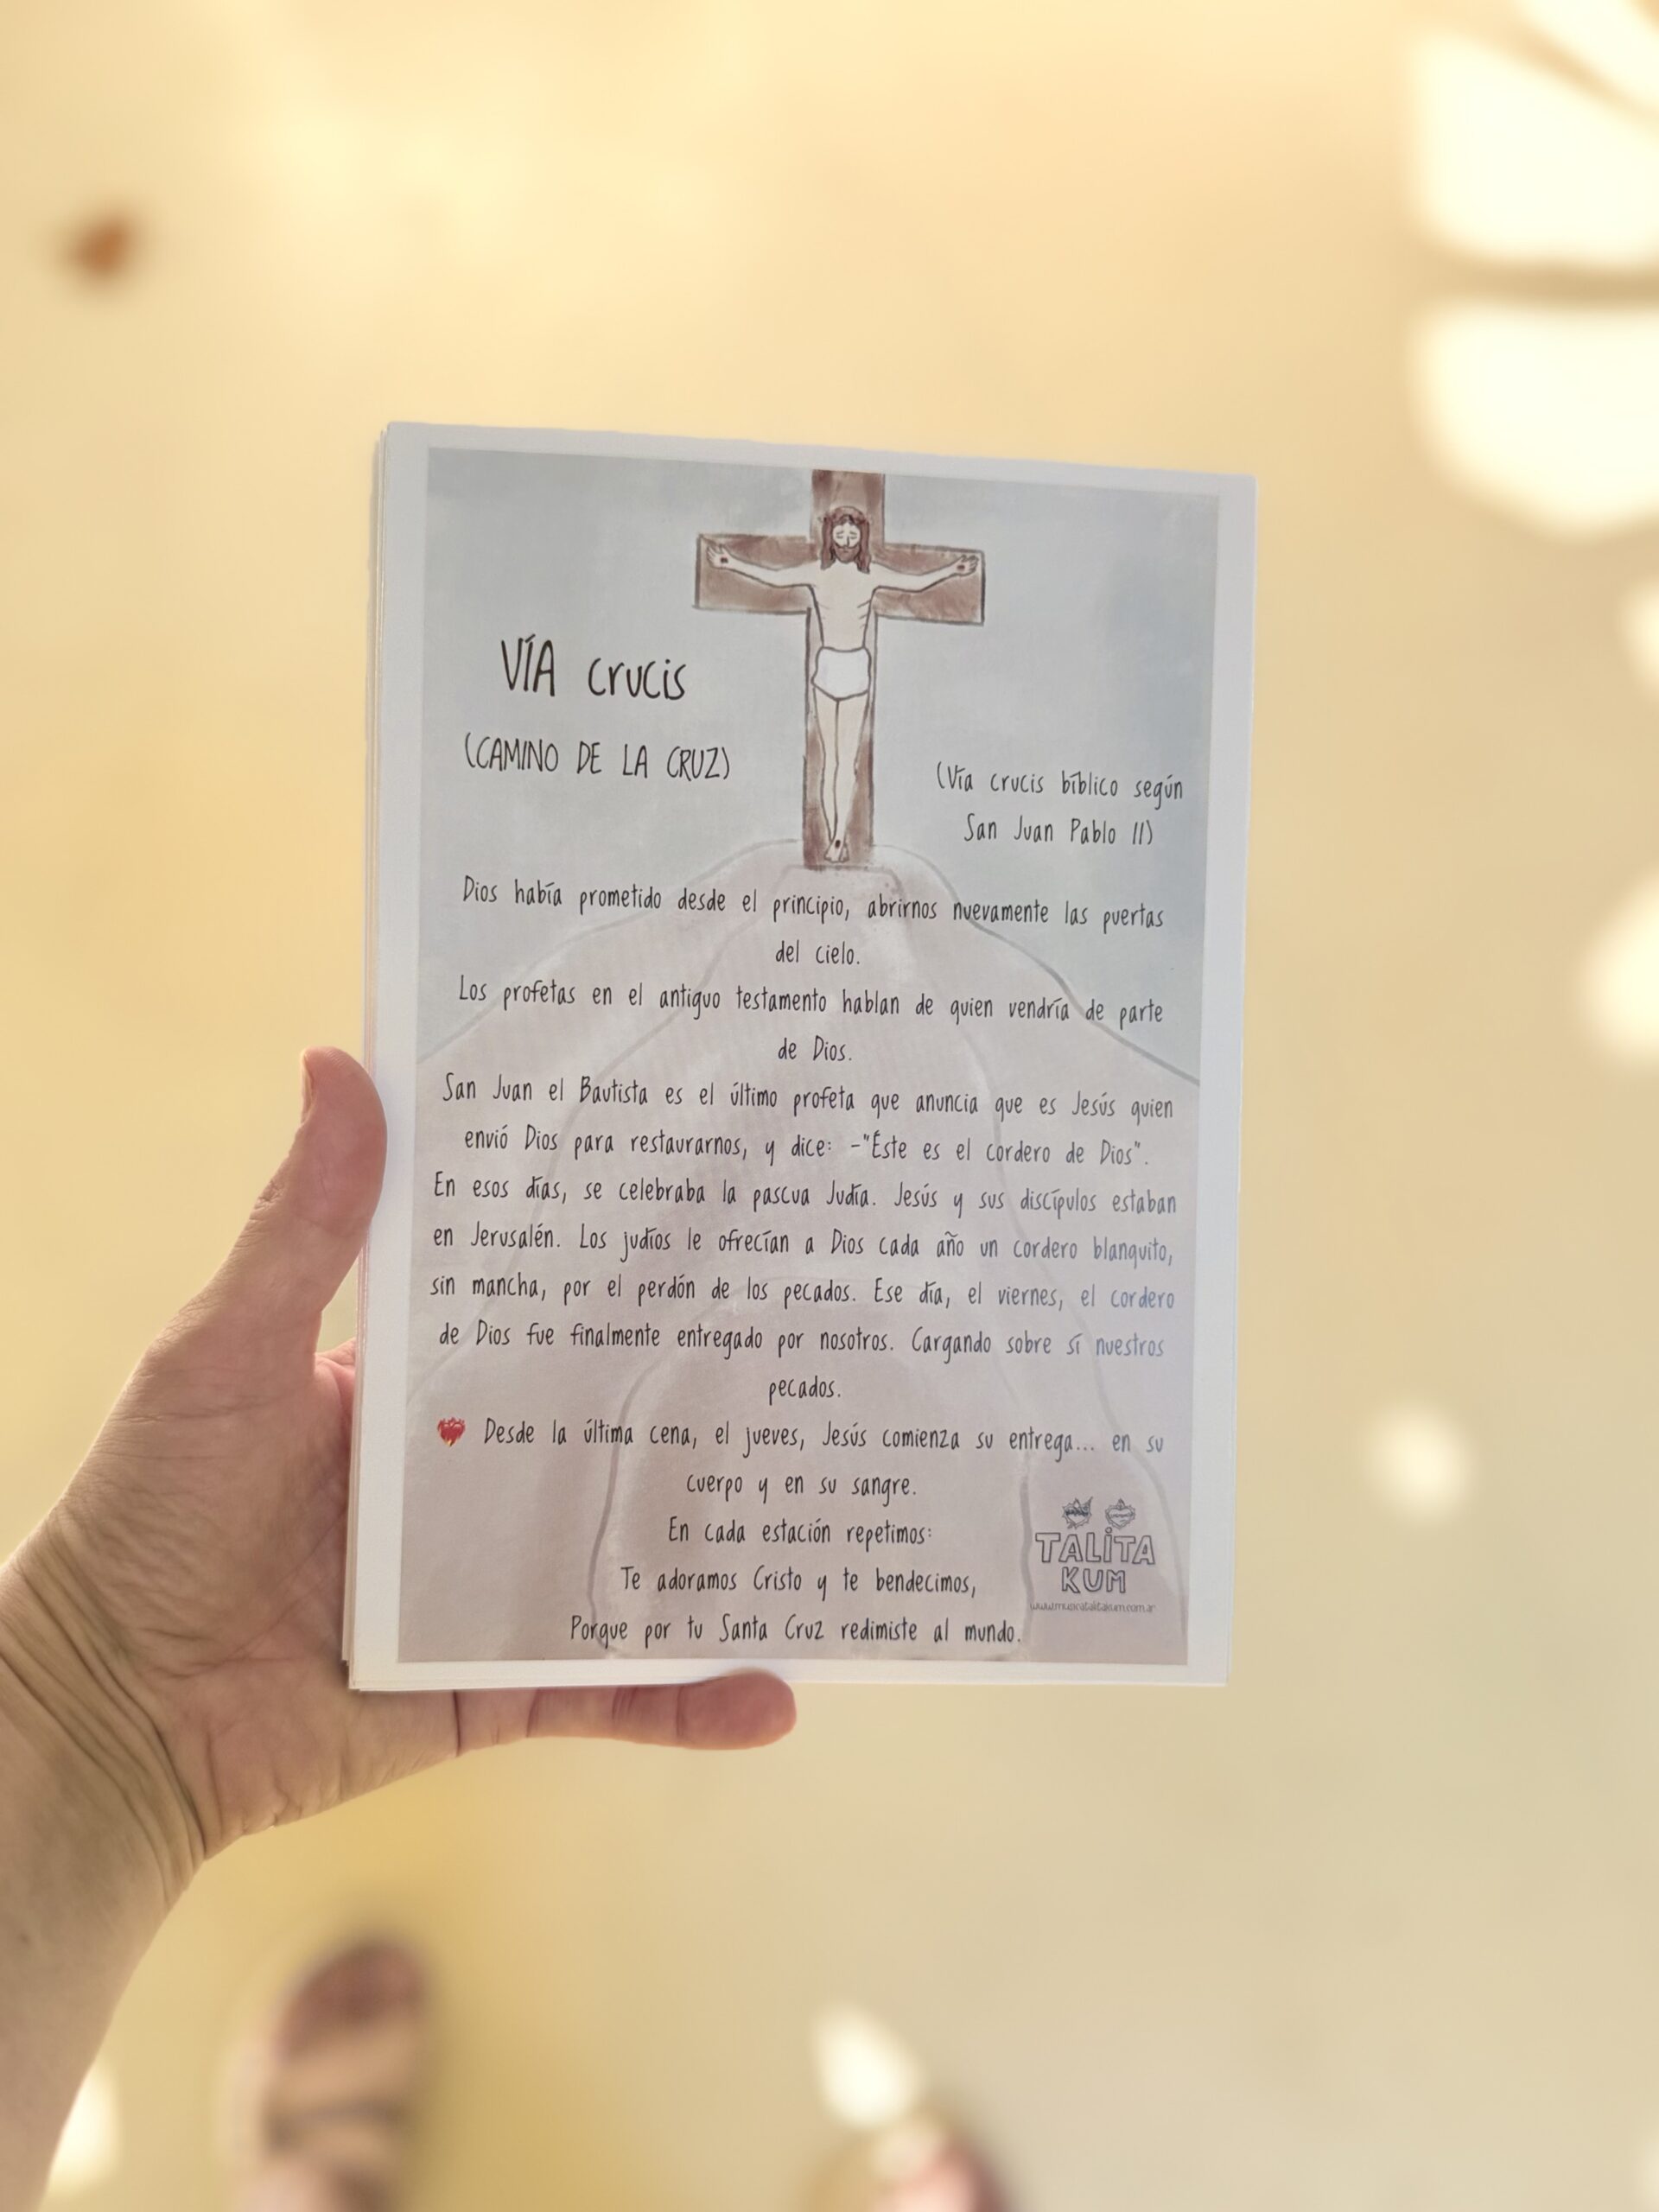 VÍA crucis
(CAMINO DE LA CRUZ)
(Vía crucis bíblico según
San Juan Pablo II)
Dios había prometido desde el principio, abrirnos nuevamente las puertas
del cielo.
Los profetas en el antiguo testamento hablan de quien vendría de parte
de Dios.
San Juan el Bautista es el último profeta que anuncia que es Jesús quien
envió Dios para restaurarnos, y dice: -"Éste es el cordero de Dios".
En esos días, se celebraba la pascua Judía. Jesús y sus discípulos estaban
en Jerusalén. Los judíos le ofrecían a Dios cada año un cordero blanquito,
sin mancha, por el perdón de los pecados. Ese día, el viernes, el cordero
de Dios fue finalmente entregado por nosotros. Cargando sobre sí nuestros
pecados.
Desde la última cena, el jueves, Jesús comienza su entrega... en su
cuerpo y en su sangre.
En cada estación repetimos:
Te adoramos Cristo y te bendecimos,
Porque por tu Santa Cruz redimiste al mundo.
TALITA
KUM
www.musicatalitakum.com.ar